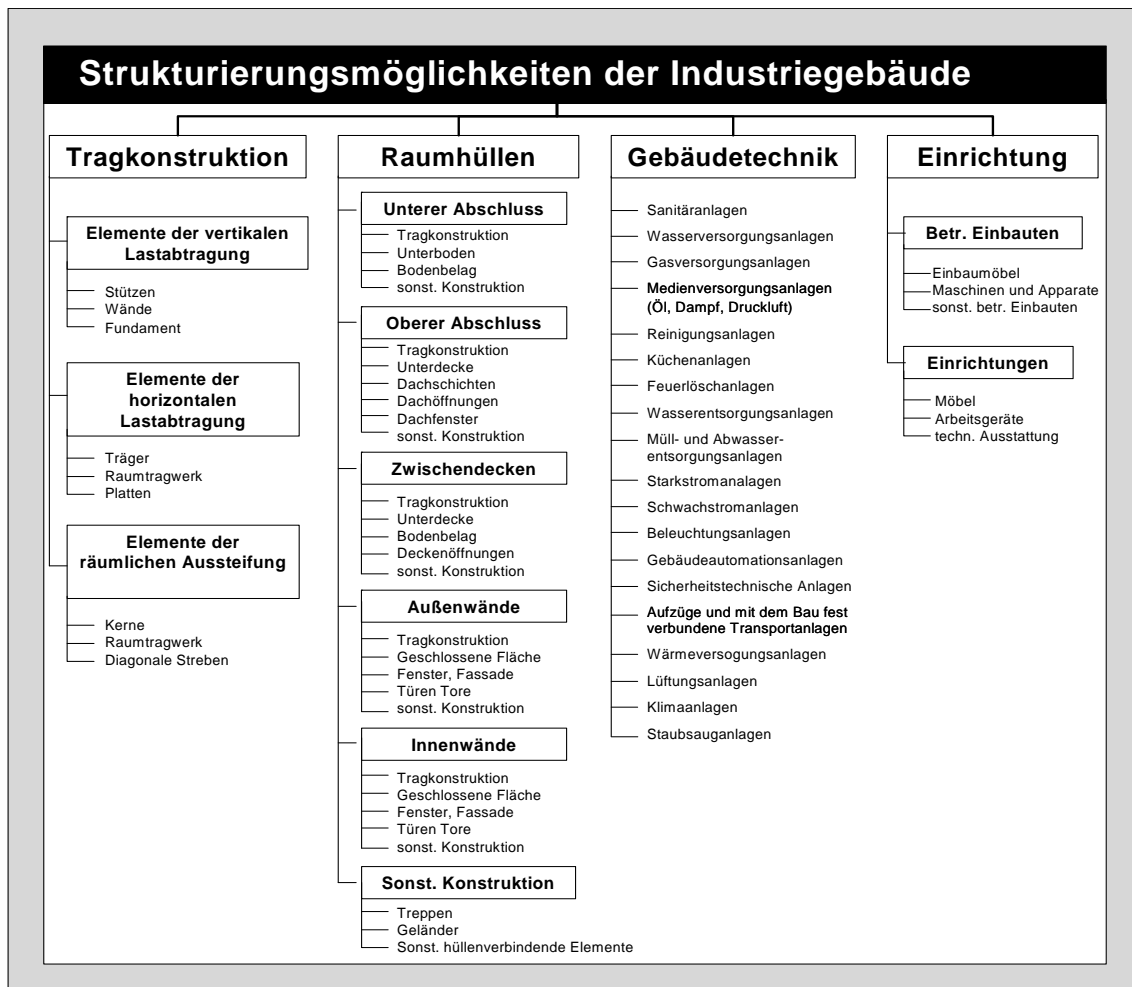 Strukturierungsmöglichkeiten der Industriegebäude
Tragkonstruktion
Elemente der vertikalen
Lastabtragung
Stützen
Wände
Fundament
Elemente der
horizontalen
Lastabtragung
Träger
Raumtragwerk
Platten
Elemente der
räumlichen Aussteifung
Kerne
Raumtragwerk
Diagonale Streben
Raumhüllen
Unterer Abschluss
Tragkonstruktion
Unterboden
Bodenbelag
sonst. Konstruktion
Oberer Abschluss
Tragkonstruktion
Unterdecke
Dachschichten
Dachöffnungen
Dachfenster
sonst. Konstruktion
Zwischendecken
Tragkonstruktion
Unterdecke
Bodenbelag
Deckenöffnungen
sonst. Konstruktion
Außenwände
Tragkonstruktion
Geschlossene Fläche
Fenster, Fassade
Türen Tore
sonst. Konstruktion
Innenwände
Tragkonstruktion
Geschlossene Fläche
Fenster, Fassade
Türen Tore
sonst. Konstruktion
Sonst. Konstruktion
Treppen
Geländer
Sonst. hüllenverbindende Elemente
Gebäudetechnik
Sanitäranlagen
Wasserversorgungsanlagen
Gasversorgungsanlagen
Medienversorgungsanlagen
(Öl, Dampf, Druckluft)
Reinigungsanlagen
Küchenanlagen
Feuerlöschanlagen
Wasserentsorgungsanlagen
Müll- und Abwasser-
entsorgungsanlagen
Starkstromanalagen
Schwachstromanlagen
Beleuchtungsanlagen
Gebäudeautomationsanlagen
Sicherheitstechnische Anlagen
Aufzüge und mit dem Bau fest
verbundene Transportanlagen
Wärmeversogungsanlagen
Lüftungsanlagen
Klimaanlagen
Staubsauganlagen
Einrichtung
Betr. Einbauten
Einbaumöbel
Maschinen und Apparate
sonst. betr. Einbauten
Einrichtungen
Möbel
Arbeitsgeräte
techn. Ausstattung